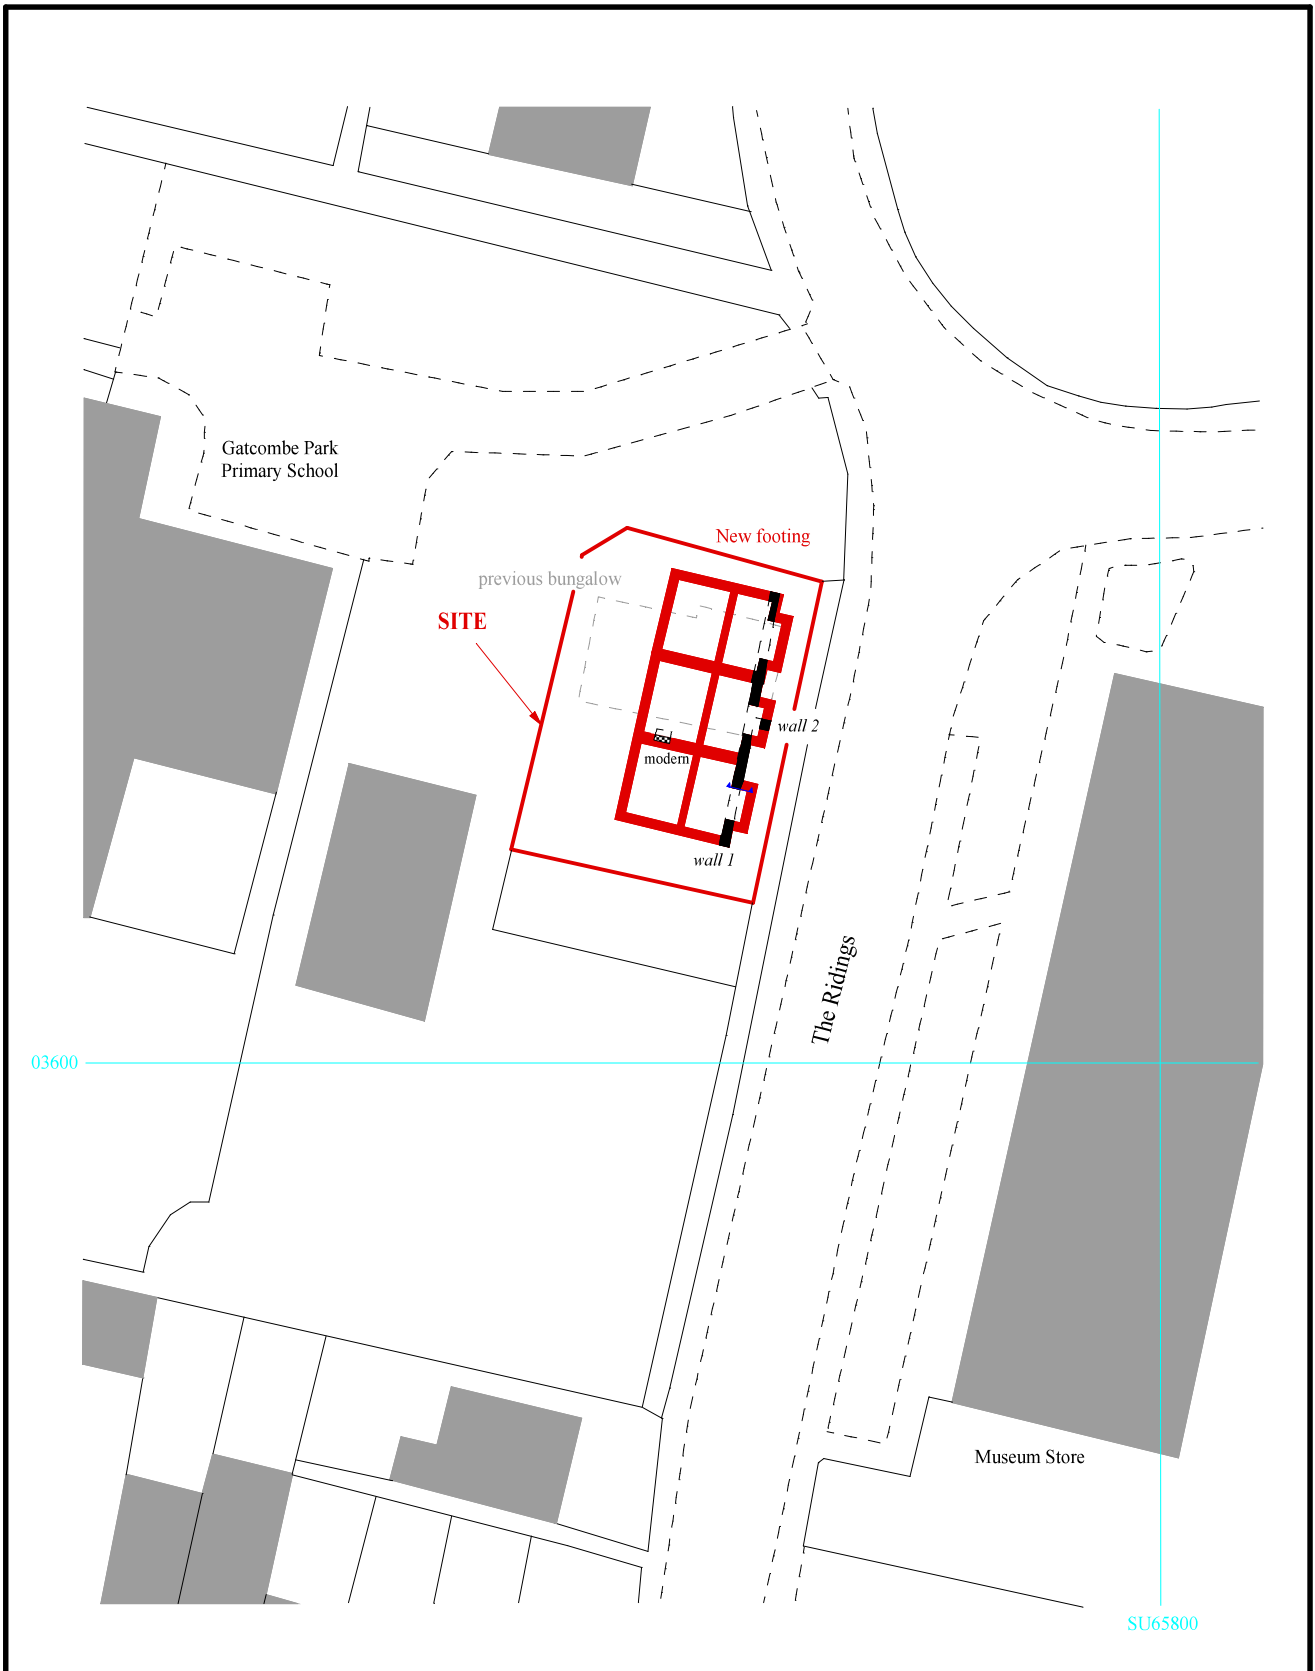 Gatcombe Park
Primary School
New footing
previous bungalow
SITE
wall 2
modern
wall 1
The Ridings
03600
Museum Store
SU65800